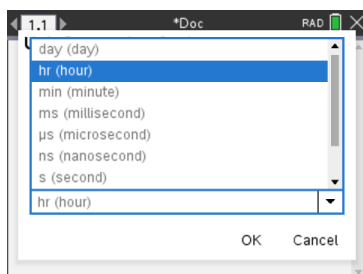 1.1 *Doc RAD
day (day)
hr (hour)
min (minute)
ms (millisecond)
µs (microsecond)
ns (nanosecond)
s (second)
hr (hour)
OK Cancel